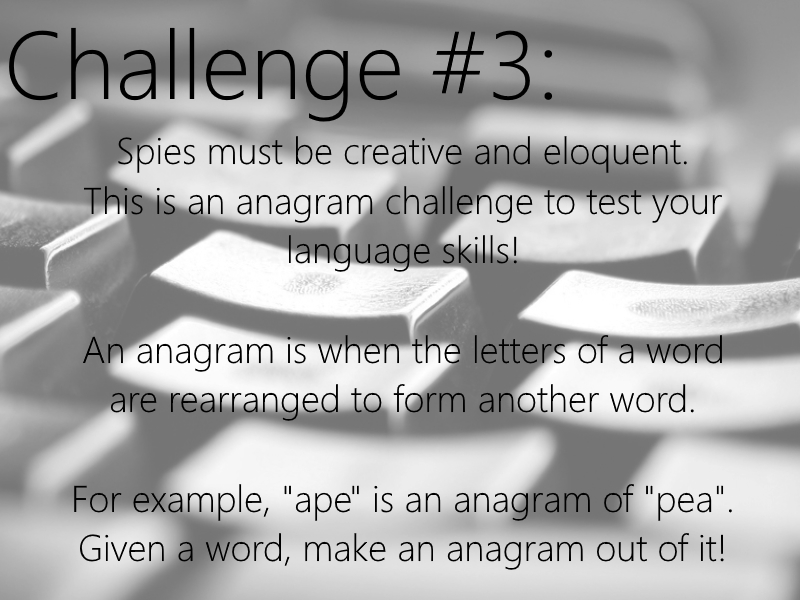 Challenge #3:
Spies must be creative and eloquent.
This is an anagram challenge to test your
language skills!
An anagram is when the letters of a word
are rearranged to form another word.
For example, "ape" is an anagram of "pea".
Given a word, make an anagram out of it!